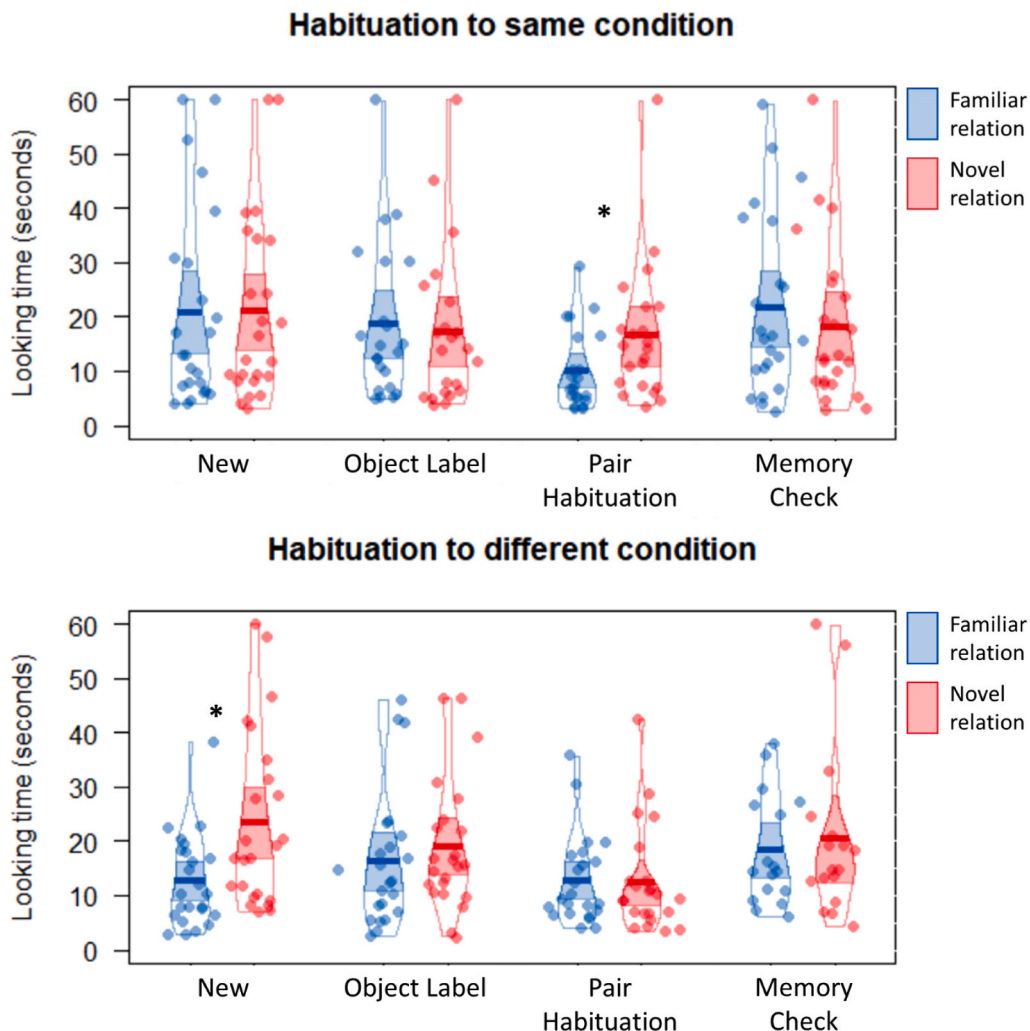 Habituation to same condition
Looking time (seconds)
60
50
40
30
20
10
0
*
Familiar
relation
Novel
relation
New
Object Label
Pair
Habituation
Memory
Check
Habituation to different condition
Looking time (seconds)
60
50
40
30
20
10
0
*
Familiar
relation
Novel
relation
New
Object Label
Pair
Habituation
Memory
Check